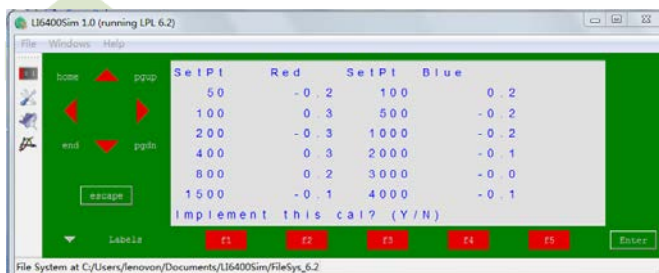 LI6400Sim 1.0 (running LPL 6.2)
File Windows Help
home pgup
end pgdn
escape
SetPt Red SetPt Blue
50 -0.2 100 0.2
100 0.3 500 -0.2
200 -0.3 1000 -0.2
400 0.3 2000 -0.1
800 0.2 3000 -0.0
1500 -0.1 4000 -0.1
Implement this cal? (Y/N)
Labels f1 f2 f3 f4 f5 Enter
File System at C:/Users/lenovon/Documents/LI6400Sim/FileSys_6.2